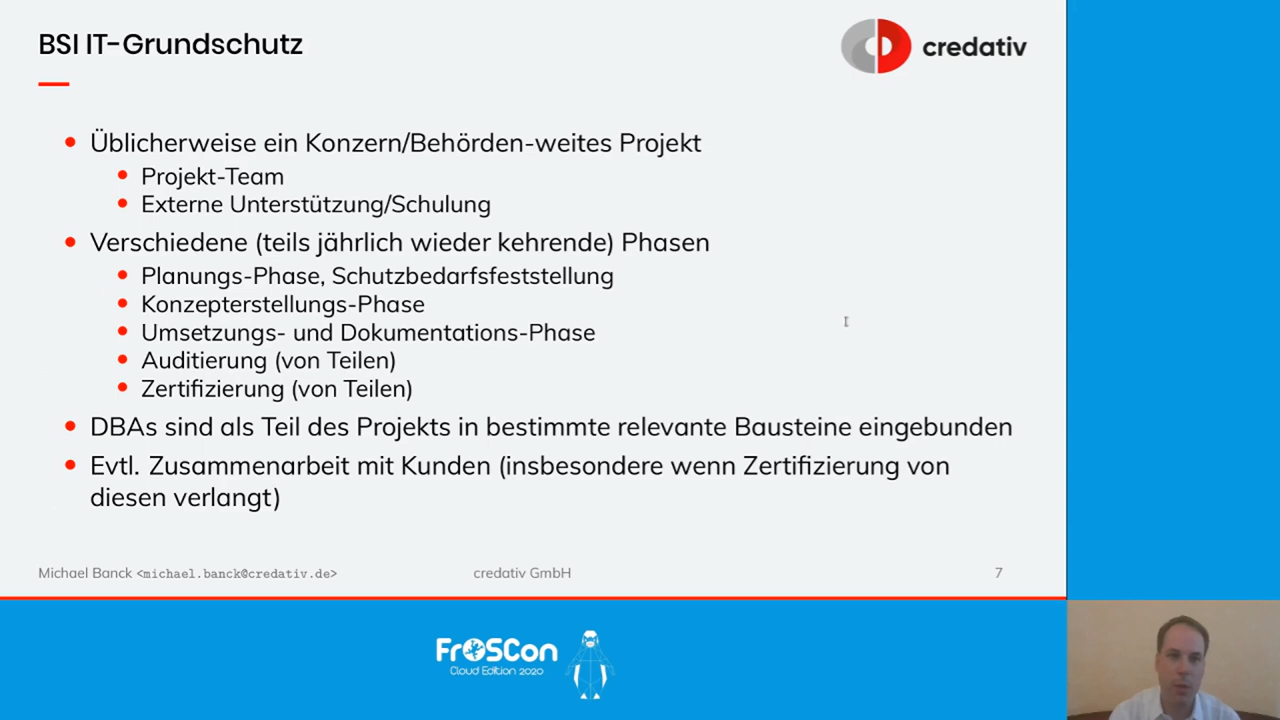 BSI IT-Grundschutz
credativ
Üblicherweise ein Konzern/Behörden-weites Projekt
Projekt-Team
Externe Unterstützung/Schulung
Verschiedene (teils jährlich wieder kehrende) Phasen
Planungs-Phase, Schutzbedarfsfeststellung
Konzepterstellungs-Phase
Umsetzungs- und Dokumentations-Phase
Auditierung (von Teilen)
Zertifizierung (von Teilen)
DBAs sind als Teil des Projekts in bestimmte relevante Bausteine eingebunden
Evtl. Zusammenarbeit mit Kunden (insbesondere wenn Zertifizierung von
diesen verlangt)
Michael Banck <michael.banck@credativ.de>
credativ GmbH
7
FrOSCon
Cloud Edition 2020